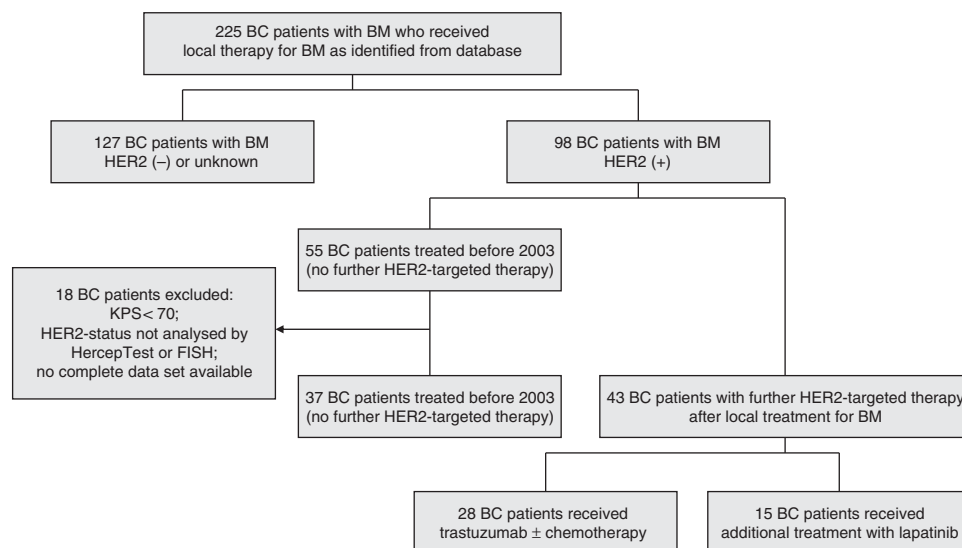 225 BC patients with BM who received
local therapy for BM as identified from database
127 BC patients with BM
HER2 (–) or unknown
98 BC patients with BM
HER2 (+)
55 BC patients treated before 2003
(no further HER2-targeted therapy)
18 BC patients excluded:
KPS< 70;
HER2-status not analysed by
HercepTest or FISH;
no complete data set available
37 BC patients treated before 2003
(no further HER2-targeted therapy)
43 BC patients with further HER2-targeted therapy
after local treatment for BM
28 BC patients received
trastuzumab ± chemotherapy
15 BC patients received
additional treatment with lapatinib